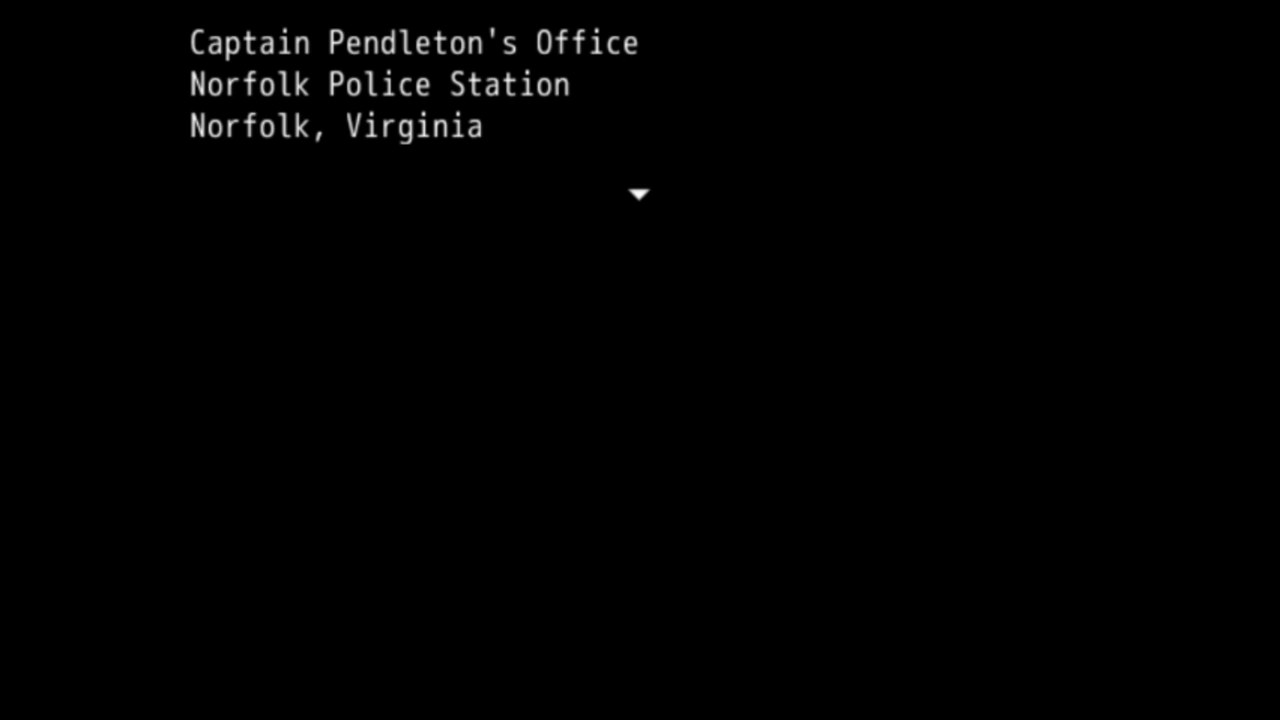 Captain Pendleton's Office
Norfolk Police Station
Norfolk, Virginia